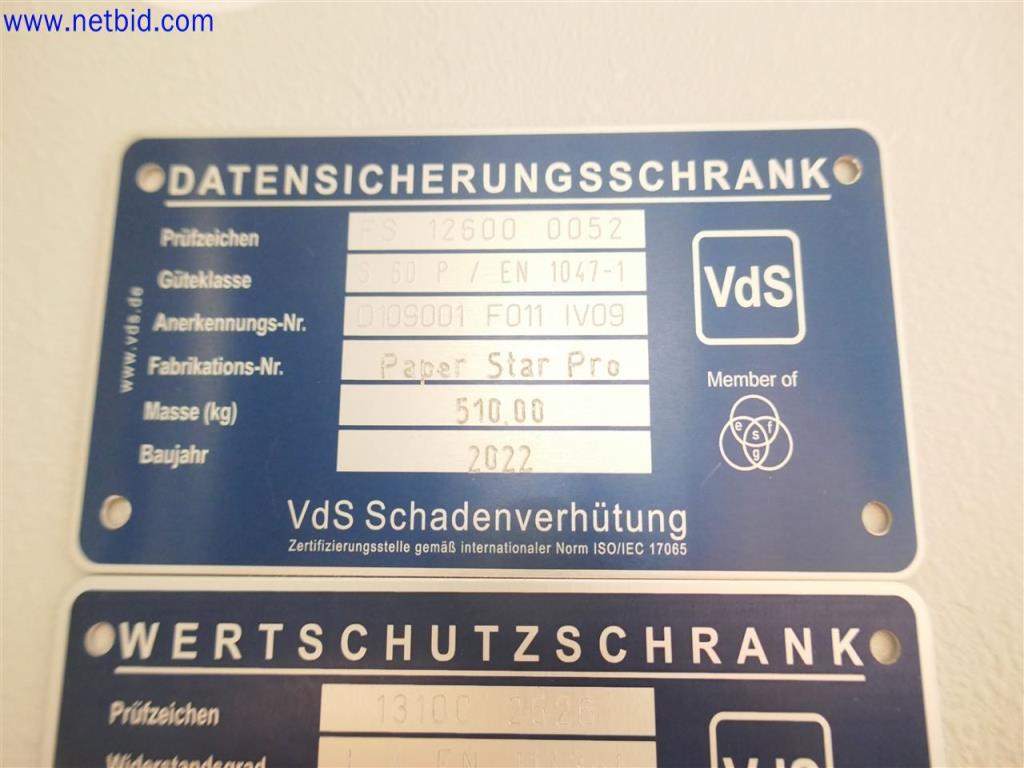 www.netbid.com
DATENSICHERUNGSSCHRANK
Prüfzeichen FS 12600 0052
Güteklasse S 60 P / EN 1047-1
Anerkennungs-Nr. D109001 F011 IV09
Fabrikations-Nr. Paper Star Pro
Masse (kg) 510,00
Baujahr 2022
www.vds.de
VdS
Member of
e f s g
VdS Schadenverhütung
Zertifizierungsstelle gemäß internationaler Norm ISO/IEC 17065
WERTSCHUTZSCHRANK
Prüfzeichen
Widerstandsgrad
VdS